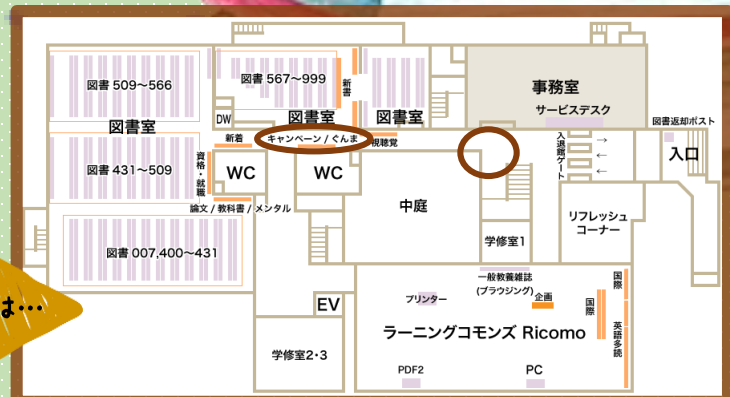 図書 509〜566
図書室
図書 431〜509
図書 007,400〜431
図書 567〜999
新書
図書室
DW
新着
キャンペーン / ぐんま
視聴覚
図書室
資格・就職
WC
WC
論文 / 教科書 / メンタル
事務室
サービスデスク
入退館ゲート
→
←
←
図書返却ポスト
入口
中庭
学修室1
リフレッシュ
コーナー
一般教養雑誌
(ブラウジング)
プリンター
企画
国際
国際
英語多読
ラーニングコモンズ Ricomo
EV
学修室2・3
PDF2
PC
は…